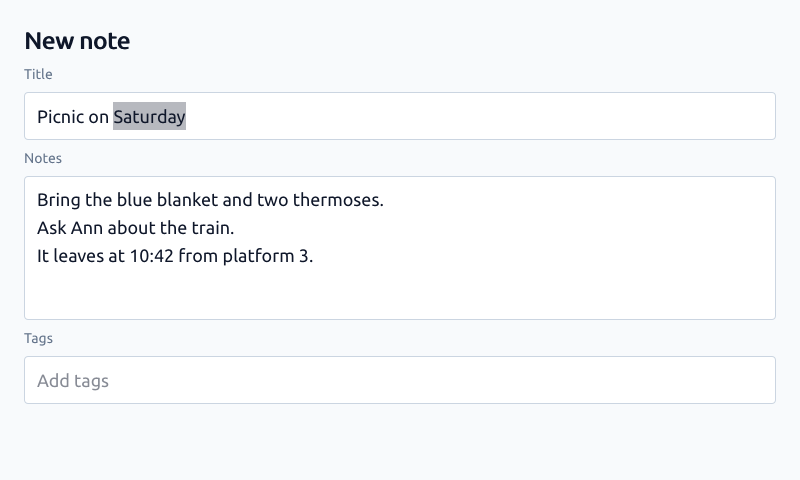 New note
Title
Picnic on Saturday
Notes
Bring the blue blanket and two thermoses.
Ask Ann about the train.
It leaves at 10:42 from platform 3.
Tags
Add tags